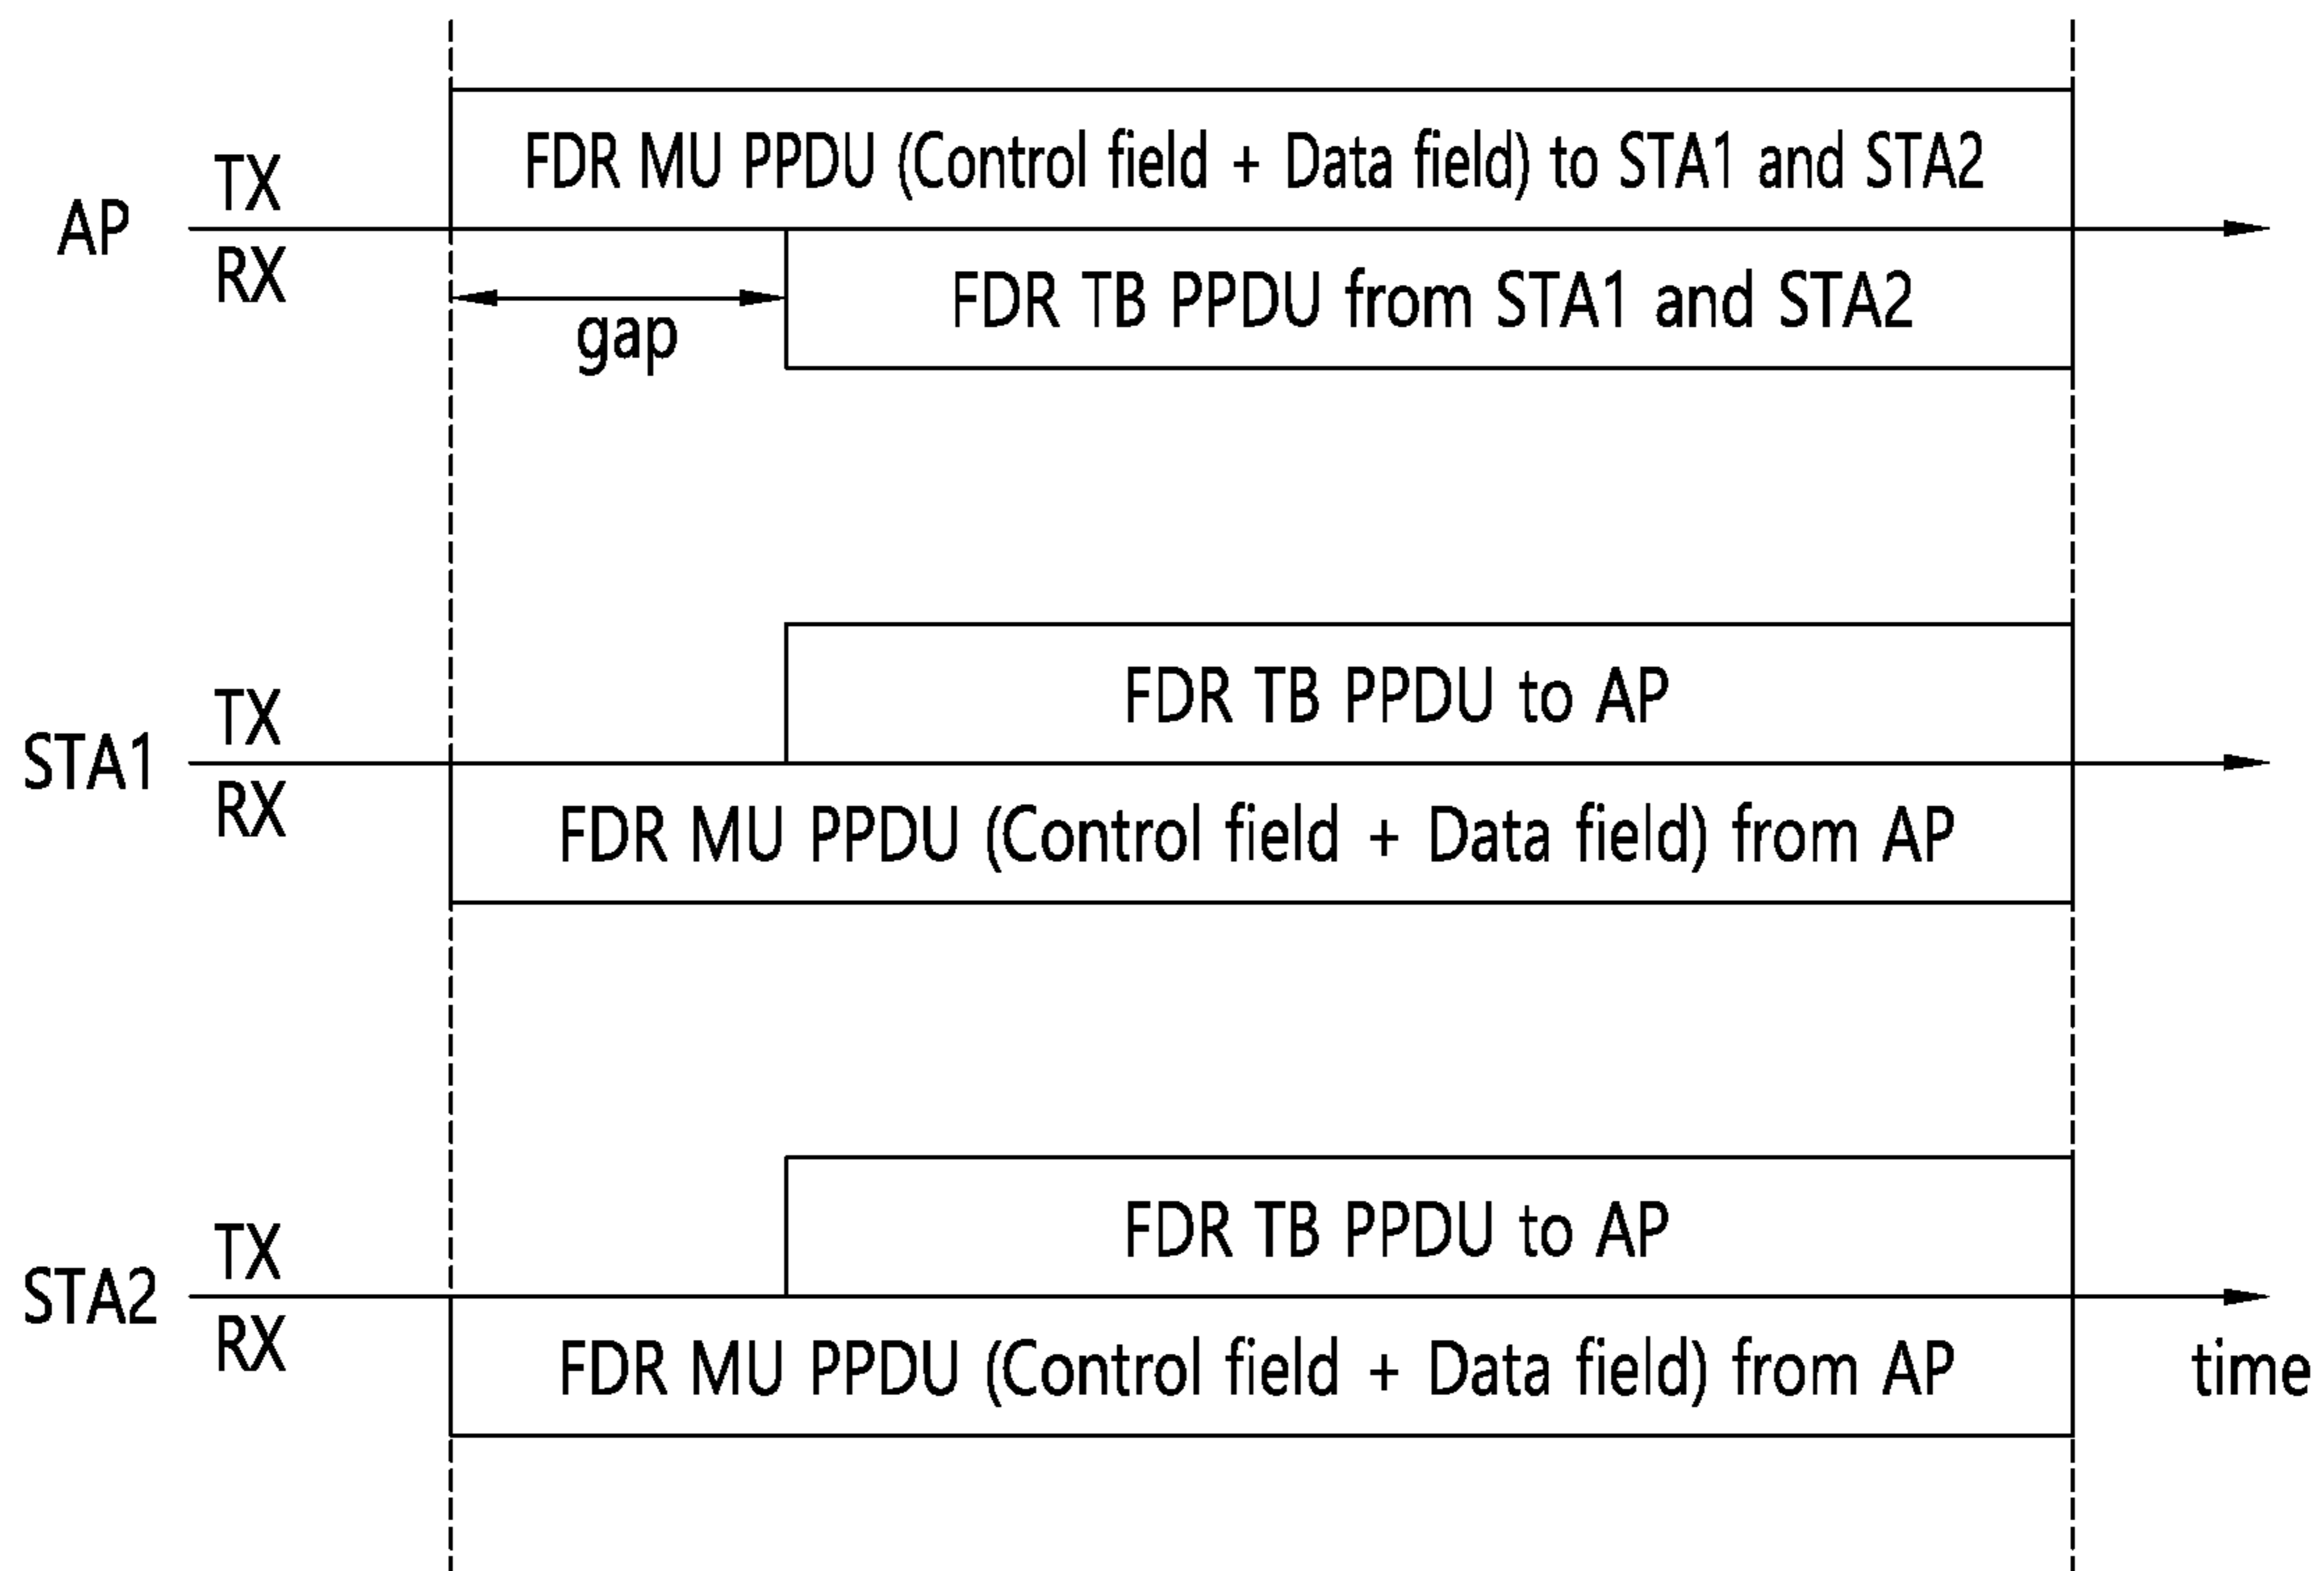 FDR MU PPDU (Control field + Data field) to STA1 and STA2
TX
AP
RX
FDR TB PPDU from STA1 and STA2
gap
FDR TB PPDU to AP
TX
STA1
RX
FDR MU PPDU (Control field + Data field) from AP
FDR TB PPDU to AP
TX
STA2
RX
FDR MU PPDU (Control field + Data field) from AP
time